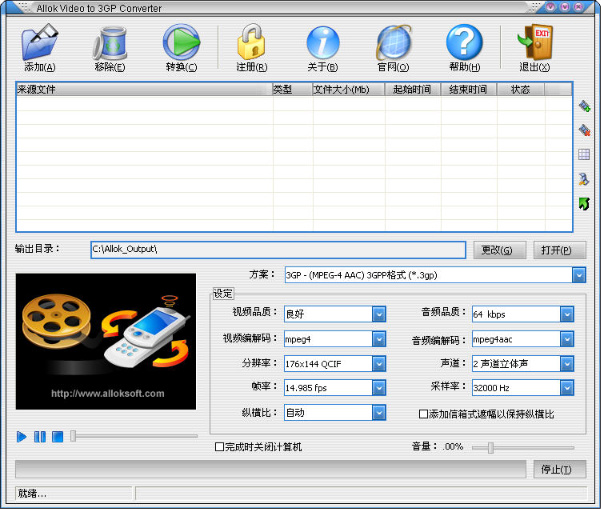 Allok Video to 3GP Converter
添加(A) 移除(E) 转换(C) 注册(R) 关于(B) 官网(O) 帮助(H) EXIT 退出(X)
来源文件 类型 文件大小(Mb) 起始时间 结束时间 状态
输出目录： C:\Allok_Output\ 更改(G) 打开(P)
方案： 3GP - (MPEG-4 AAC) 3GPP格式 (*.3gp)
设定
视频品质： 良好 音频品质： 64 kbps
视频编解码： mpeg4 音频编解码： mpeg4aac
分辨率： 176x144 QCIF 声道： 2 声道立体声
帧率： 14.985 fps 采样率： 32000 Hz
纵横比： 自动 添加信箱式遮幅以保持纵横比
http://www.alloksoft.com
完成时关闭计算机 音量： .00%
停止(T)
就绪...